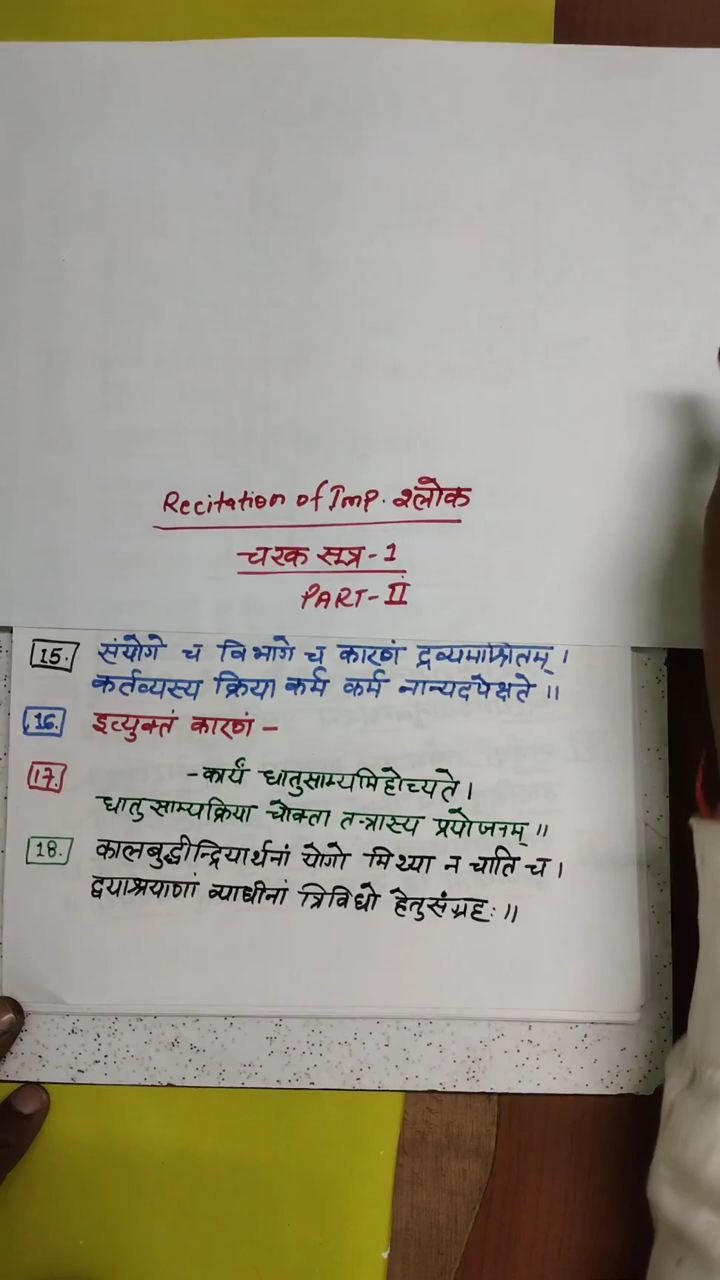 Recitation of Imp. श्लोक
चरक सूत्र-1
PART-II
15. संयोगे च विभागे च कारणं द्रव्यमाश्रितम् ।
कर्तव्यस्य क्रिया कर्म कर्म नान्यदपेक्षते ॥
16. इत्युक्तं कारणं -
17. - कार्यं धातुसाम्यमिहोच्यते ।
धातुसाम्यक्रिया चोक्ता तन्त्रास्य प्रयोजनम् ॥
18. कालबुद्धीन्द्रियार्थनां योगो मिथ्या न चाति च ।
द्वयाश्रयाणां व्याधीनां त्रिविधो हेतुसंग्रहः ॥